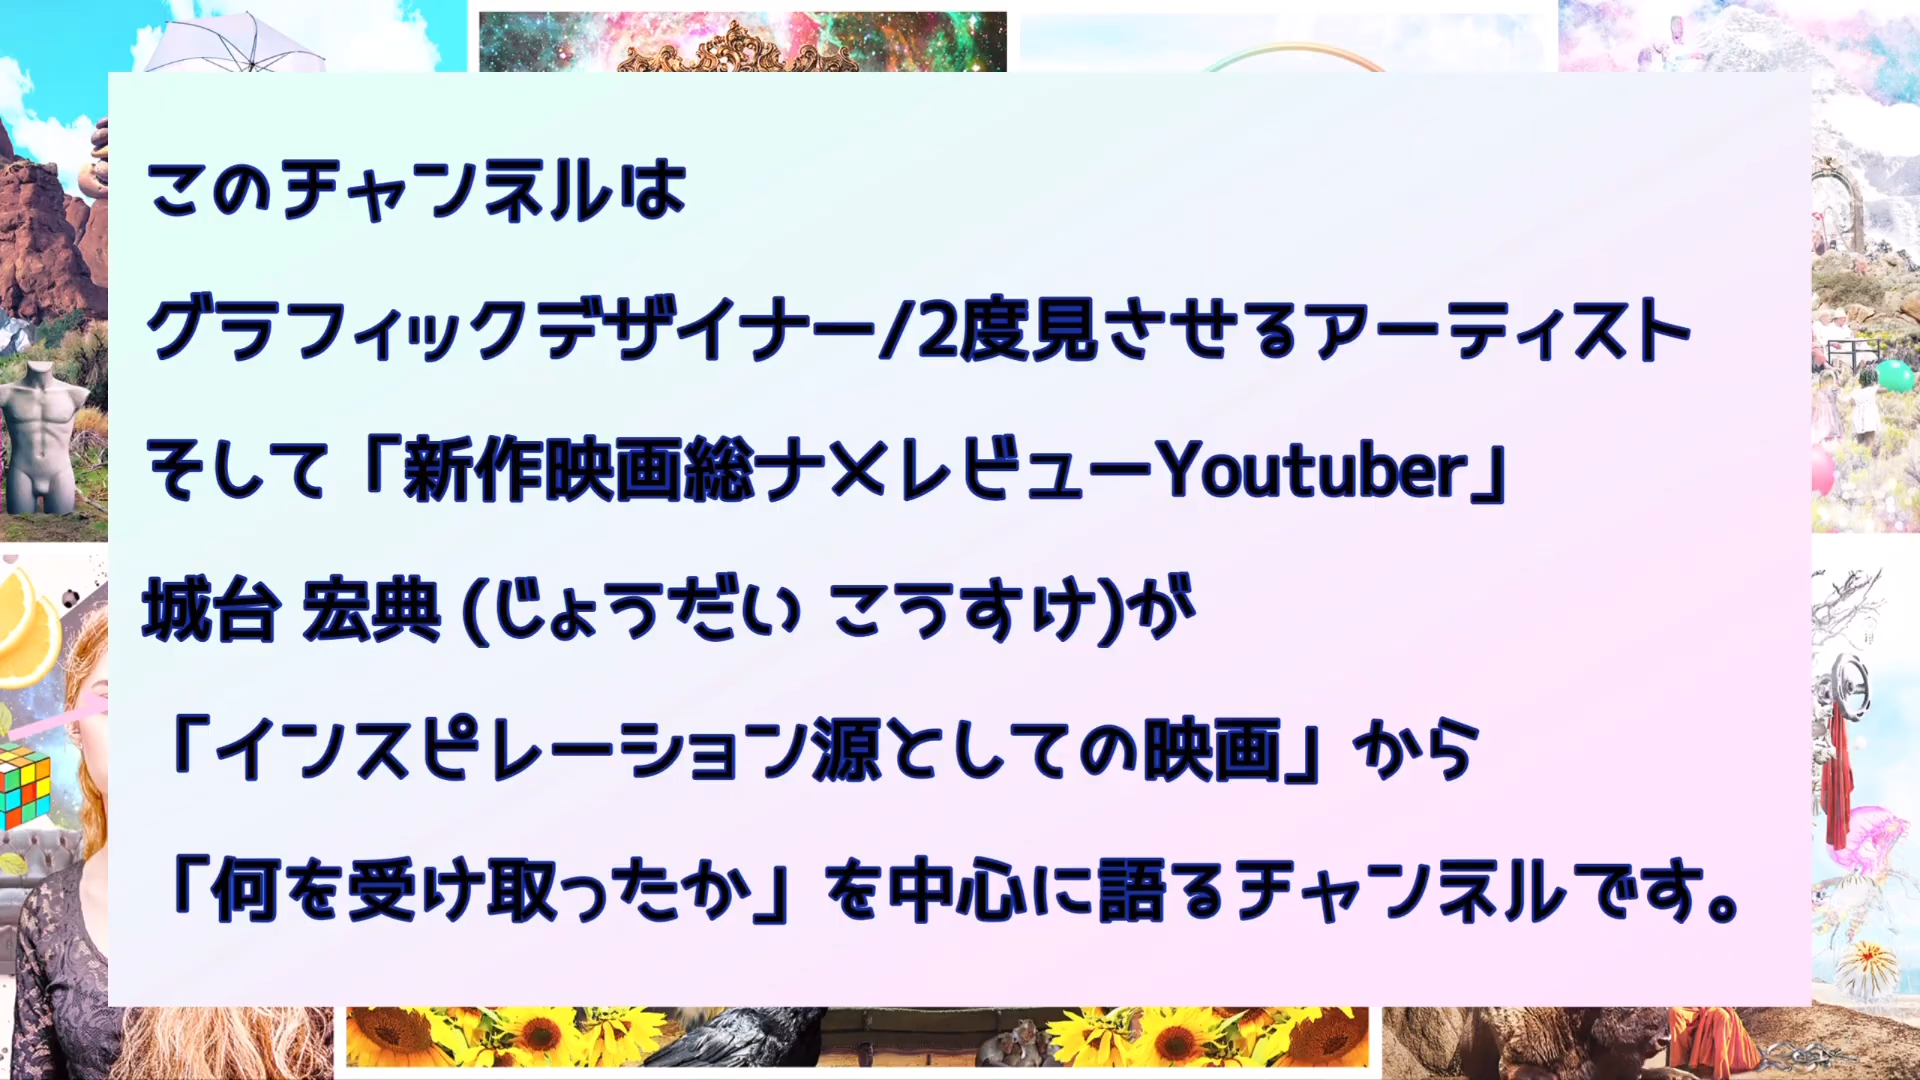 このチャンネルは
グラフィックデザイナー/2度見させるアーティスト
そして「新作映画総ナメレビューYoutuber」
城台 宏典 (じょうだい こうすけ)が
「インスピレーション源としての映画」から
「何を受け取ったか」を中心に語るチャンネルです。